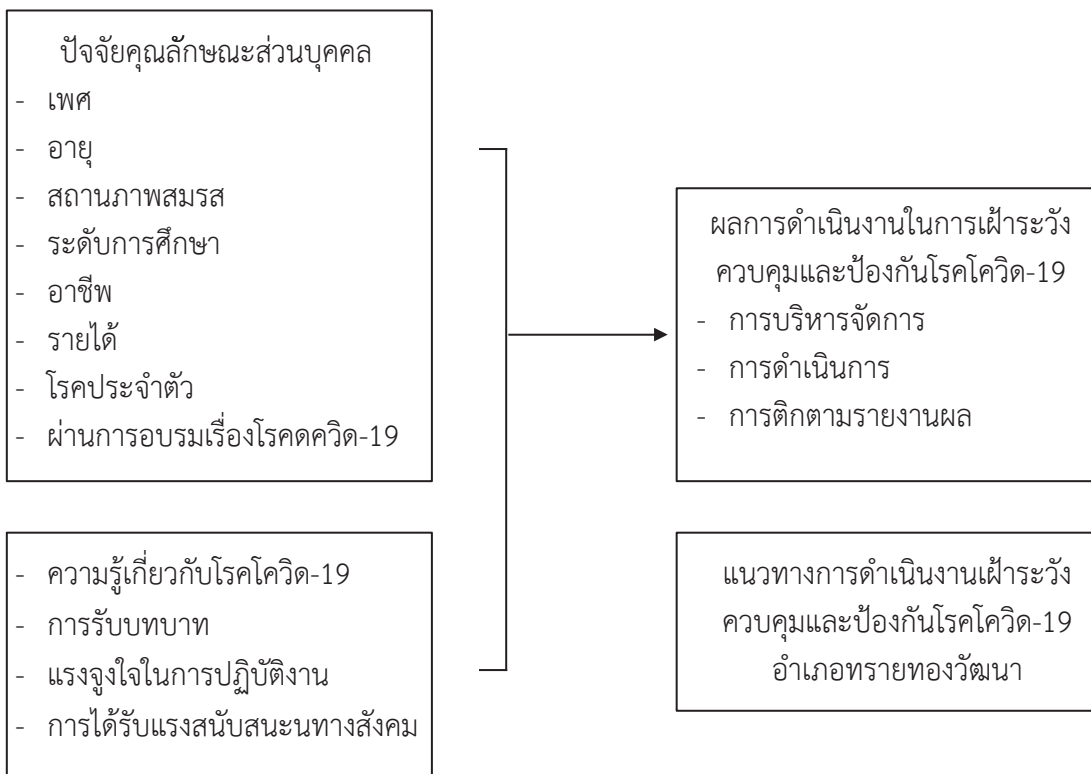 ปัจจัยคุณลักษณะส่วนบุคคล
- เพศ
- อายุ
- สถานภาพสมรส
- ระดับการศึกษา
- อาชีพ
- รายได้
- โรคประจำตัว
- ผ่านการอบรมเรื่องโรคดควิด-19
- ความรู้เกี่ยวกับโรคโควิด-19
- การรับบทบาท
- แรงจูงใจในการปฏิบัติงาน
- การได้รับแรงสนับสนะนทางสังคม
ผลการดำเนินงานในการเฝ้าระวัง
ควบคุมและป้องกันโรคโควิด-19
- การบริหารจัดการ
- การดำเนินการ
- การติกตามรายงานผล
แนวทางการดำเนินงานเฝ้าระวัง
ควบคุมและป้องกันโรคโควิด-19
อำเภอทรายทองวัฒนา